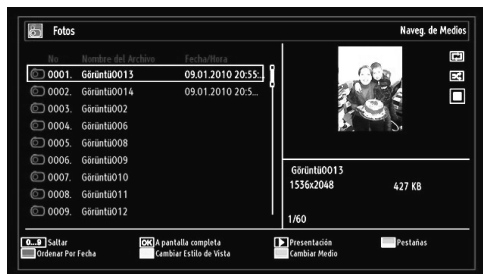 Fotos Naveg. de Medios
No Nombre del Archivo Fecha/Hora
0001. Görüntü0013 09.01.2010 20:55:..
0002. Görüntü0014 09.01.2010 20:5...
0003. Görüntü002
0004. Görüntü006
0005. Görüntü008
0006. Görüntü009
0007. Görüntü010
0008. Görüntü011
0009. Görüntü012
Görüntü0013
1536x2048 427 KB
1/60
0...9 Saltar OK A pantalla completa Presentación Pestañas
Ordenar Por Fecha Cambiar Estilo de Vista Cambiar Medio